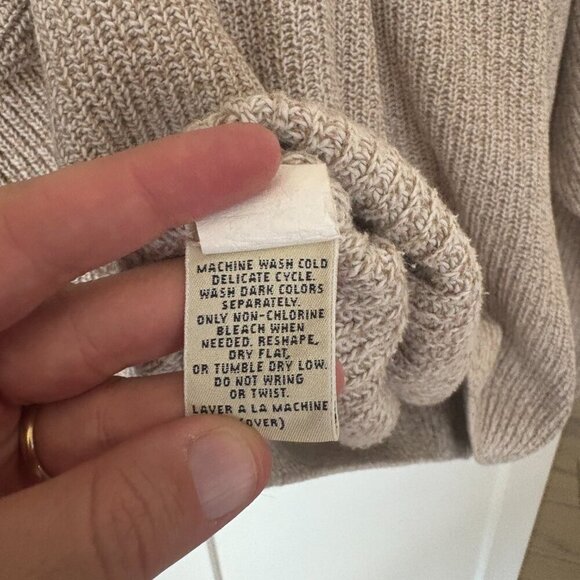 MACHINE WASH COLD
DELICATE CYCLE.
WASH DARK COLORS
SEPARATELY.
ONLY NON-CHLORINE
BLEACH WHEN
NEEDED. RESHAPE,
DRY FLAT,
OR TUMBLE DRY LOW.
DO NOT WRING
OR TWIST.
LAVER A LA MACHINE
(OVER)